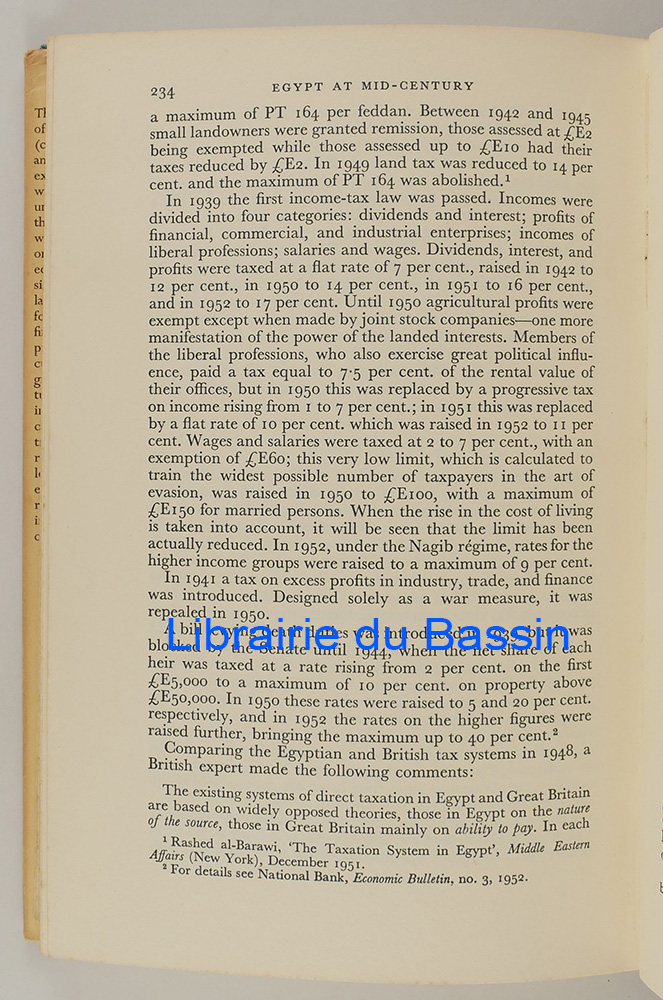 234
EGYPT AT MID-CENTURY
a maximum of PT 164 per feddan. Between 1942 and 1945
small landowners were granted remission, those assessed at £E2
being exempted while those assessed up to £E10 had their
taxes reduced by £E2. In 1949 land tax was reduced to 14 per
cent. and the maximum of PT 164 was abolished.¹
In 1939 the first income-tax law was passed. Incomes were
divided into four categories: dividends and interest; profits of
financial, commercial, and industrial enterprises; incomes of
liberal professions; salaries and wages. Dividends, interest, and
profits were taxed at a flat rate of 7 per cent., raised in 1942 to
12 per cent., in 1950 to 14 per cent., in 1951 to 16 per cent.,
and in 1952 to 17 per cent. Until 1950 agricultural profits were
exempt except when made by joint stock companies—one more
manifestation of the power of the landed interests. Members of
the liberal professions, who also exercise great political influ-
ence, paid a tax equal to 7·5 per cent. of the rental value of
their offices, but in 1950 this was replaced by a progressive tax
on income rising from 1 to 7 per cent.; in 1951 this was replaced
by a flat rate of 10 per cent. which was raised in 1952 to 11 per
cent. Wages and salaries were taxed at 2 to 7 per cent., with an
exemption of £E60; this very low limit, which is calculated to
train the widest possible number of taxpayers in the art of
evasion, was raised in 1950 to £E100, with a maximum of
£E150 for married persons. When the rise in the cost of living
is taken into account, it will be seen that the limit has been
actually reduced. In 1952, under the Nagib régime, rates for the
higher income groups were raised to a maximum of 9 per cent.
In 1941 a tax on excess profits in industry, trade, and finance
was introduced. Designed solely as a war measure, it was
repealed in 1950.
A bill levying death duties was introduced in but it was
Librairie du Bassin
blocked by the Senate until 1944, when the net share of each
heir was taxed at a rate rising from 2 per cent. on the first
£E5,000 to a maximum of 10 per cent. on property above
£E50,000. In 1950 these rates were raised to 5 and 20 per cent.
respectively, and in 1952 the rates on the higher figures were
raised further, bringing the maximum up to 40 per cent.²
Comparing the Egyptian and British tax systems in 1948, a
British expert made the following comments:
The existing systems of direct taxation in Egypt and Great Britain
are based on widely opposed theories, those in Egypt on the nature
of the source, those in Great Britain mainly on ability to pay. In each
¹ Rashed al-Barawi, ‘The Taxation System in Egypt’, Middle Eastern
Affairs (New York), December 1951.
² For details see National Bank, Economic Bulletin, no. 3, 1952.